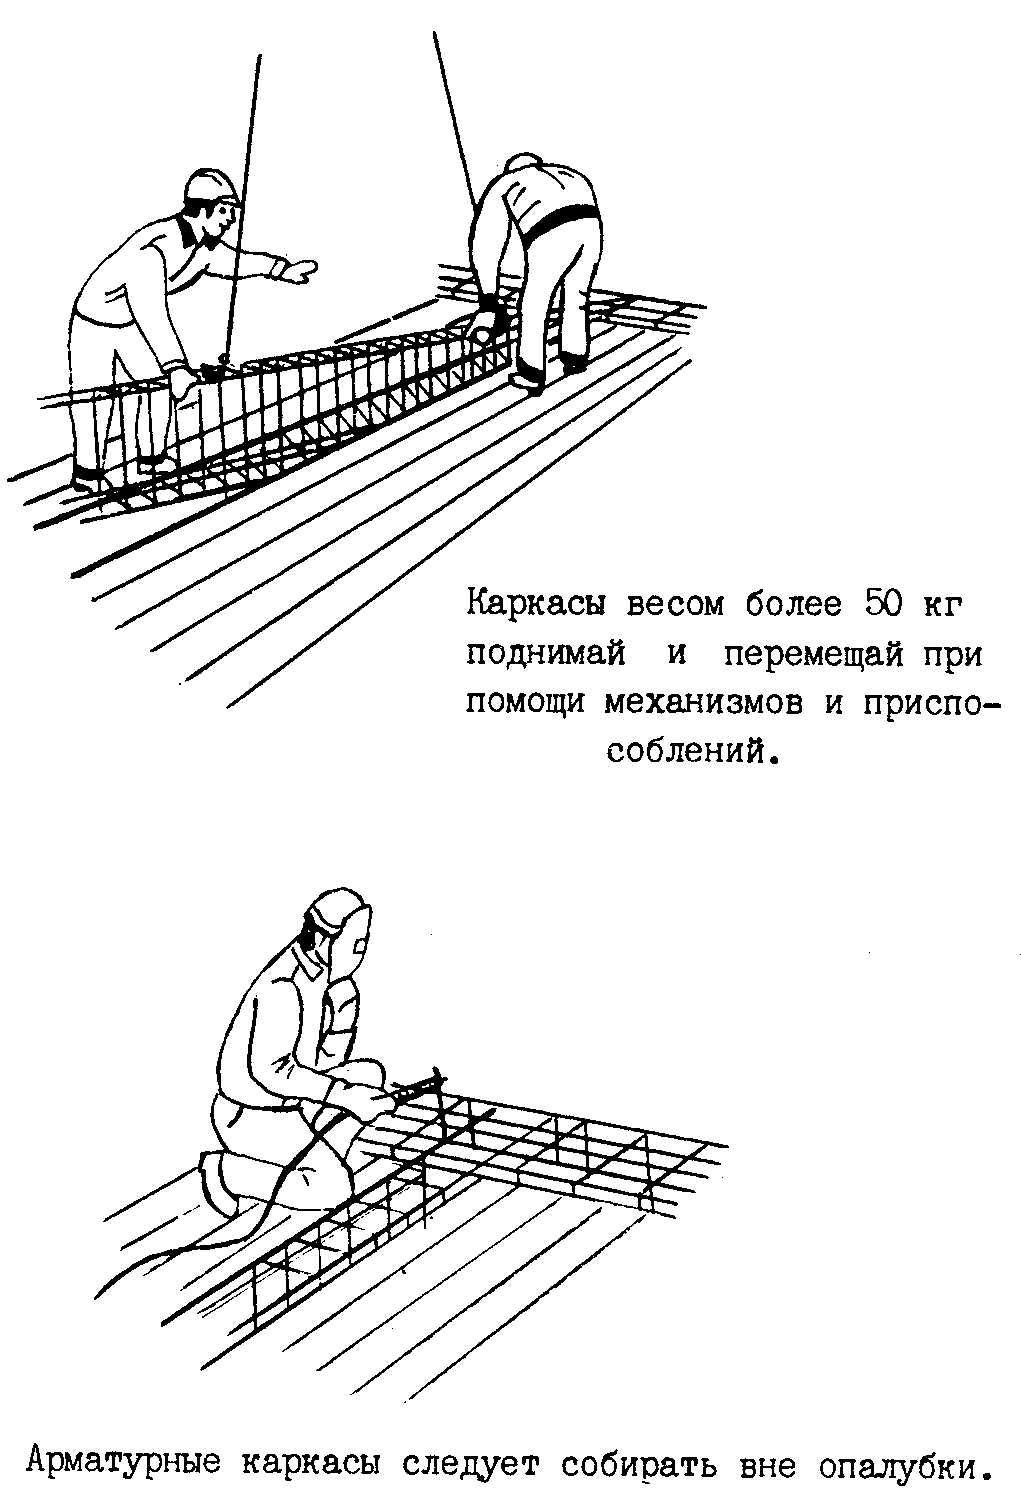 Каркасы весом более 50 кг
поднимай и перемещай при
помощи механизмов и приспо-
соблений.
Арматурные каркасы следует собирать вне опалубки.